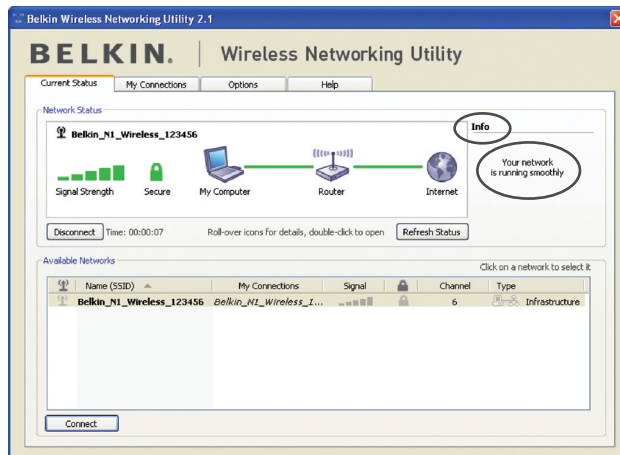 Belkin Wireless Networking Utility 2.1
BELKIN. | Wireless Networking Utility
Current Status My Connections Options Help
Network Status
Belkin_N1_Wireless_123456
Info
Your network
is running smoothly
Signal Strength Secure My Computer Router Internet
Disconnect Time: 00:00:07 Roll-over icons for details, double-click to open Refresh Status
Available Networks
Click on a network to select it
Name (SSID) My Connections Signal Channel Type
Belkin_N1_Wireless_123456 Belkin_N1_Wireless_1... 6 Infrastructure
Connect